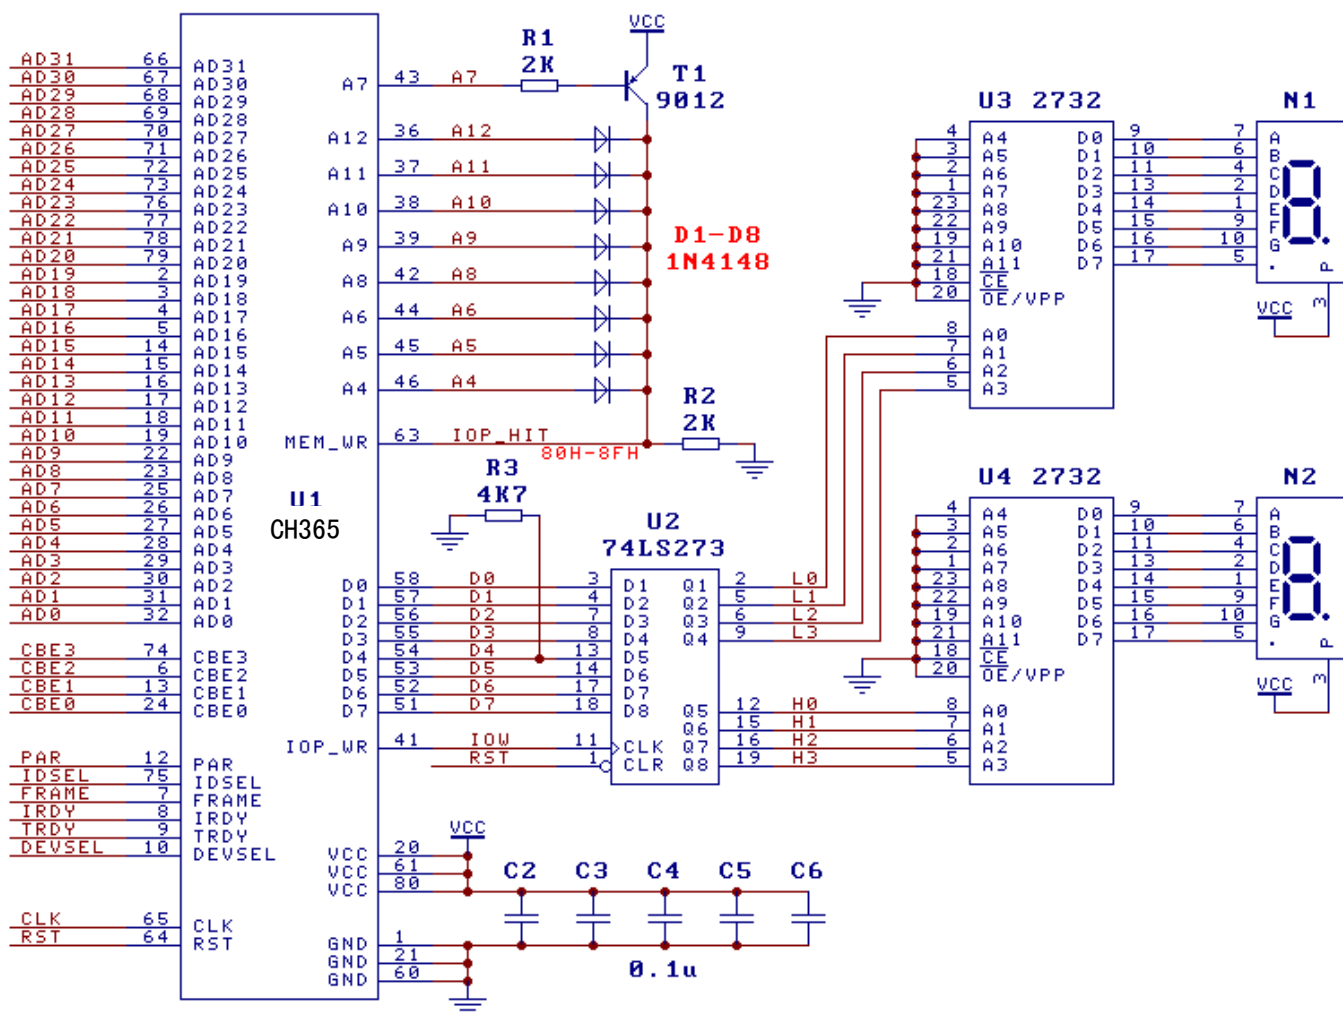 VCC
R1
2K
T1
9012
AD31 66 AD31
AD30 67 AD30
AD29 68 AD29
AD28 69 AD28
AD27 70 AD27
AD26 71 AD26
AD25 72 AD25
AD24 73 AD24
AD23 76 AD23
AD22 77 AD22
AD21 78 AD21
AD20 79 AD20
AD19 2 AD19
AD18 3 AD18
AD17 4 AD17
AD16 5 AD16
AD15 14 AD15
AD14 15 AD14
AD13 16 AD13
AD12 17 AD12
AD11 18 AD11
AD10 19 AD10
AD9 22 AD9
AD8 23 AD8
AD7 25 AD7
AD6 26 AD6
AD5 27 AD5
AD4 28 AD4
AD3 29 AD3
AD2 30 AD2
AD1 31 AD1
AD0 32 AD0
CBE3 74 CBE3
CBE2 6 CBE2
CBE1 13 CBE1
CBE0 24 CBE0
PAR 12 PAR
IDSEL 75 IDSEL
FRAME 7 FRAME
IRDY 8 IRDY
TRDY 9 TRDY
DEVSEL 10 DEVSEL
CLK 65 CLK
RST 64 RST
U1
CH365
A7 43 A7
A12 36 A12
A11 37 A11
A10 38 A10
A9 39 A9
A8 42 A8
A6 44 A6
A5 45 A5
A4 46 A4
MEM_WR 63 IOP_HIT
80H-8FH
D1-D8
1N4148
R2
2K
R3
4K7
D0 58 D0
D1 57 D1
D2 56 D2
D3 55 D3
D4 54 D4
D5 53 D5
D6 52 D6
D7 51 D7
IOP_WR 41 IOW
RST
VCC 20
VCC 61
VCC 80
GND 1
GND 21
GND 60
VCC
C2 C3 C4 C5 C6
0.1u
U2
74LS273
3 D1 Q1 2 L0
4 D2 Q2 5 L1
7 D3 Q3 6 L2
8 D4 Q4 9 L3
13 D5
14 D6
17 D7
18 D8
Q5 12 H0
Q6 15 H1
11 CLK Q7 16 H2
1 CLR Q8 19 H3
U3 2732
4 A4 D0 9
3 A5 D1 10
2 A6 D2 11
1 A7 D3 13
23 A8 D4 14
22 A9 D5 15
19 A10 D6 16
21 A11 D7 17
18 CE
20 OE/VPP
8 A0
7 A1
6 A2
5 A3
N1
7 A
6 B
4 C
2 D
1 E
9 F
10 G
5 .
P
3
VCC
U4 2732
4 A4 D0 9
3 A5 D1 10
2 A6 D2 11
1 A7 D3 13
23 A8 D4 14
22 A9 D5 15
19 A10 D6 16
21 A11 D7 17
18 CE
20 OE/VPP
8 A0
7 A1
6 A2
5 A3
N2
7 A
6 B
4 C
2 D
1 E
9 F
10 G
5 .
P
3
VCC